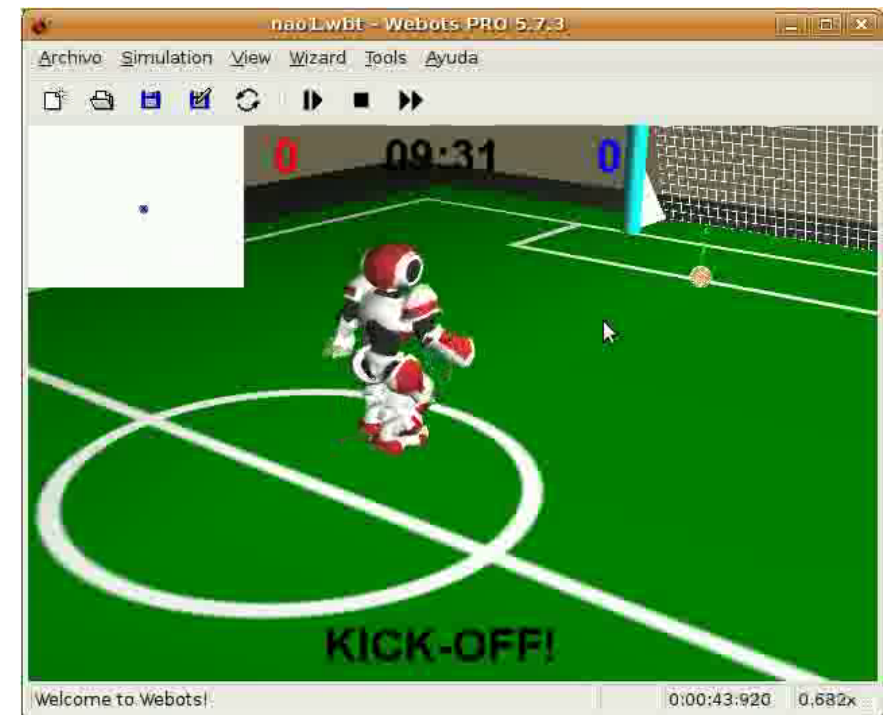 nao1.wbt - Webots PRO 5.7.3
Archivo Simulation View Wizard Tools Ayuda
0 09:31 0
KICK-OFF!
Welcome to Webots! 0:00:43:920 0.682x